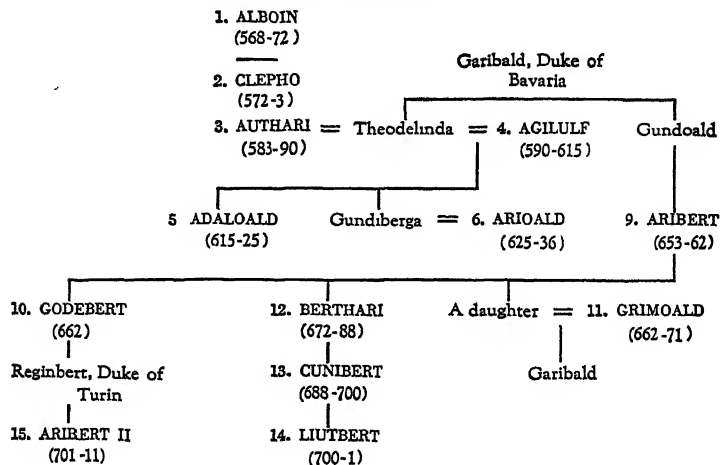 1. ALBOIN
(568-72)
2. CLEPHO
(572-3)
Garibald, Duke of
Bavaria
3. AUTHARI = Theodelinda = 4. AGILULF Gundoald
(583-90) (590-615)
5 ADALOALD Gundiberga = 6. ARIOALD 9. ARIBERT
(615-25) (625-36) (653-62)
10. GODEBERT 12. BERTHARI A daughter = 11. GRIMOALD
(662) (672-88) (662-71)
Reginbert, Duke of
Turin
13. CUNIBERT
(688-700)
Garibald
15. ARIBERT II 14. LIUTBERT
(701-11) (700-1)